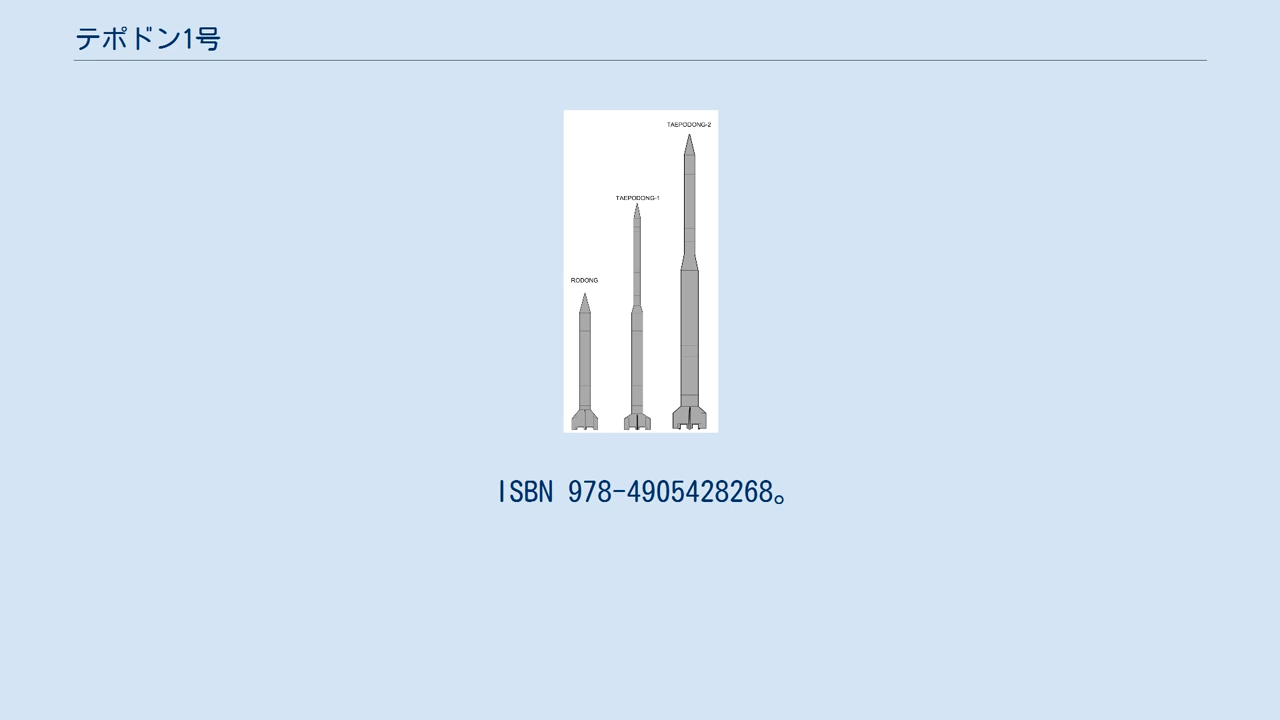 テポドン1号
TAEPODONG-2
TAEPODONG-1
RODONG
ISBN 978-4905428268。